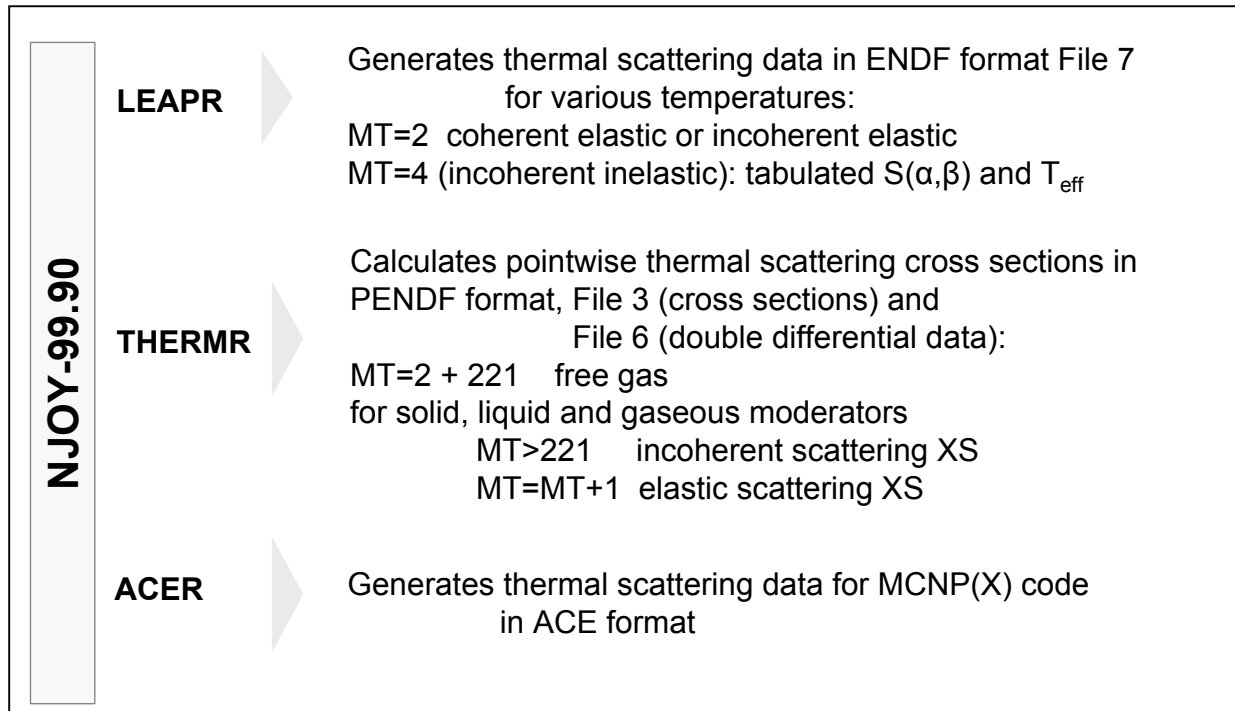 NJOY-99.90
LEAPR
Generates thermal scattering data in ENDF format File 7
for various temperatures:
MT=2 coherent elastic or incoherent elastic
MT=4 (incoherent inelastic): tabulated S(α,β) and Teff
THERMR
Calculates pointwise thermal scattering cross sections in
PENDF format, File 3 (cross sections) and
File 6 (double differential data):
MT=2 + 221 free gas
for solid, liquid and gaseous moderators
MT>221 incoherent scattering XS
MT=MT+1 elastic scattering XS
ACER
Generates thermal scattering data for MCNP(X) code
in ACE format